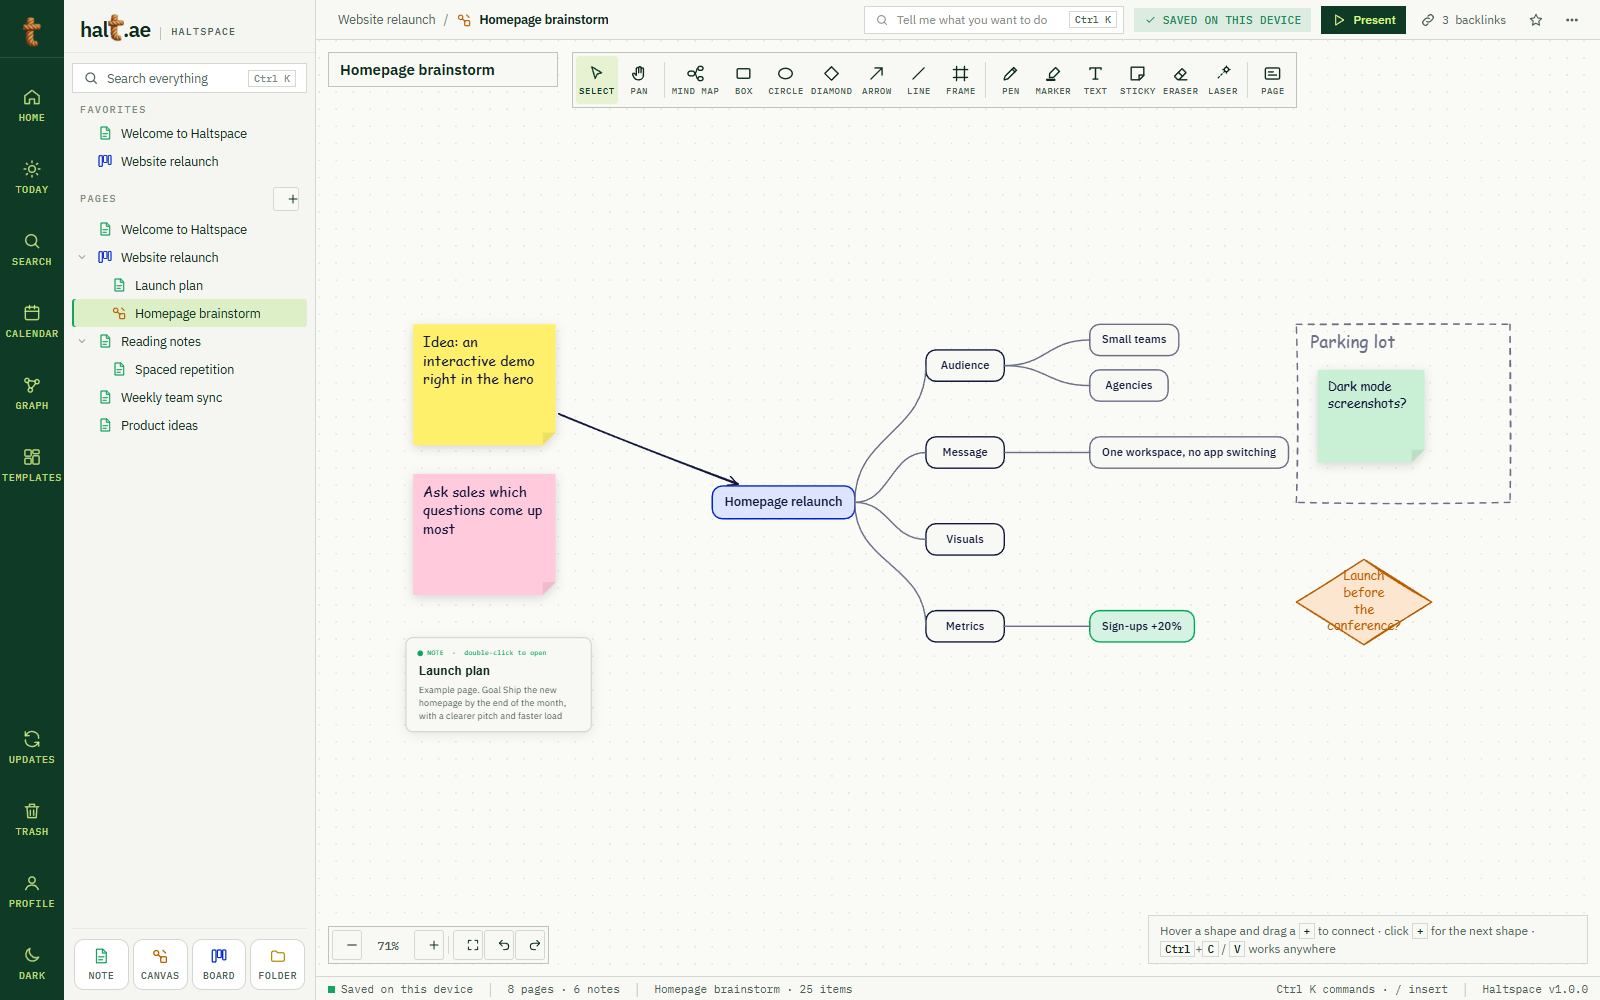 halt.ae | HALTSPACE
Website relaunch / Homepage brainstorm
Tell me what you want to do Ctrl K
SAVED ON THIS DEVICE
Present
3 backlinks
HOME
TODAY
SEARCH
CALENDAR
GRAPH
TEMPLATES
UPDATES
TRASH
PROFILE
DARK
Search everything Ctrl K
FAVORITES
Welcome to Haltspace
Website relaunch
PAGES
Welcome to Haltspace
Website relaunch
Launch plan
Homepage brainstorm
Reading notes
Spaced repetition
Weekly team sync
Product ideas
NOTE CANVAS BOARD FOLDER
Homepage brainstorm
SELECT PAN MIND MAP BOX CIRCLE DIAMOND ARROW LINE FRAME PEN MARKER TEXT STICKY ERASER LASER PAGE
Idea: an
interactive demo
right in the hero
Ask sales which
questions come up
most
NOTE · double-click to open
Launch plan
Example page. Goal Ship the new
homepage by the end of the month,
with a clearer pitch and faster load
Homepage relaunch
Audience
Small teams
Agencies
Message
One workspace, no app switching
Visuals
Metrics
Sign-ups +20%
Parking lot
Dark mode
screenshots?
Launch
before
the
conference?
71%
Hover a shape and drag a + to connect · click + for the next shape ·
Ctrl + C / V works anywhere
Saved on this device | 8 pages · 6 notes | Homepage brainstorm · 25 items
Ctrl K commands · / insert | Haltspace v1.0.0